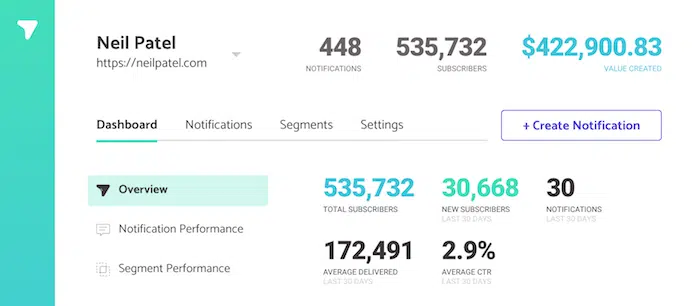 Neil Patel
https://neilpatel.com
448
NOTIFICATIONS
535,732
SUBSCRIBERS
$422,900.83
VALUE CREATED
Dashboard
Notifications
Segments
Settings
+ Create Notification
Overview
Notification Performance
Segment Performance
535,732
TOTAL SUBSCRIBERS
30,668
NEW SUBSCRIBERS
LAST 30 DAYS
30
NOTIFICATIONS
LAST 30 DAYS
172,491
AVERAGE DELIVERED
LAST 30 DAYS
2.9%
AVERAGE CTR
LAST 30 DAYS